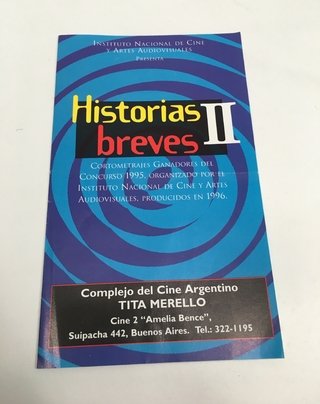 Instituto Nacional de Cine
y Artes Audiovisuales
Presenta
Historias
breves II
Cortometrajes Ganadores del
Concurso 1995, organizado por el
Instituto Nacional de Cine y Artes
Audiovisuales, producidos en 1996.
Complejo del Cine Argentino
TITA MERELLO
Cine 2 “Amelia Bence”,
Suipacha 442, Buenos Aires. Tel.: 322-1195